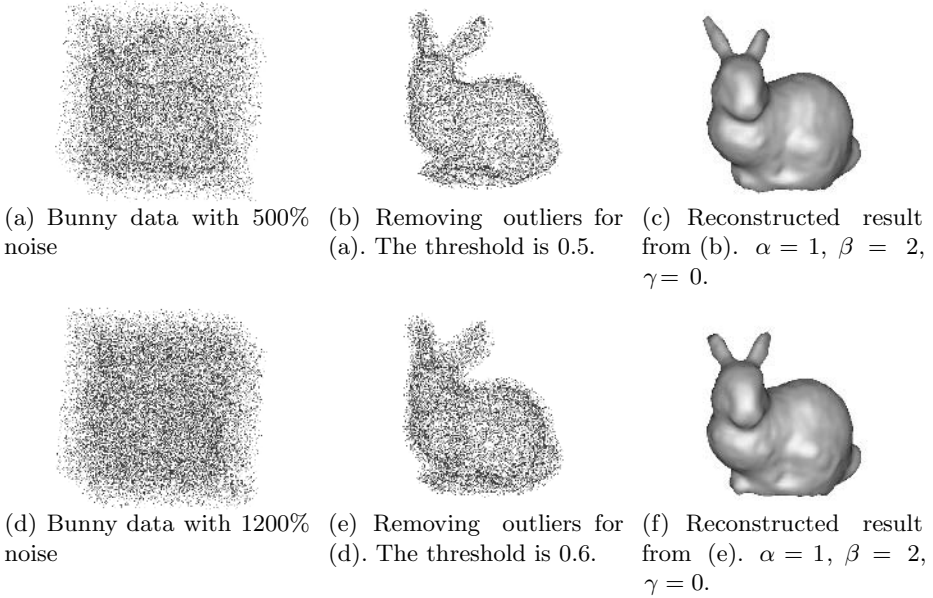 (a) Bunny data with 500% noise
(b) Removing outliers for (a). The threshold is 0.5.
(c) Reconstructed result from (b). α = 1, β = 2, γ = 0.
(d) Bunny data with 1200% noise
(e) Removing outliers for (d). The threshold is 0.6.
(f) Reconstructed result from (e). α = 1, β = 2, γ = 0.